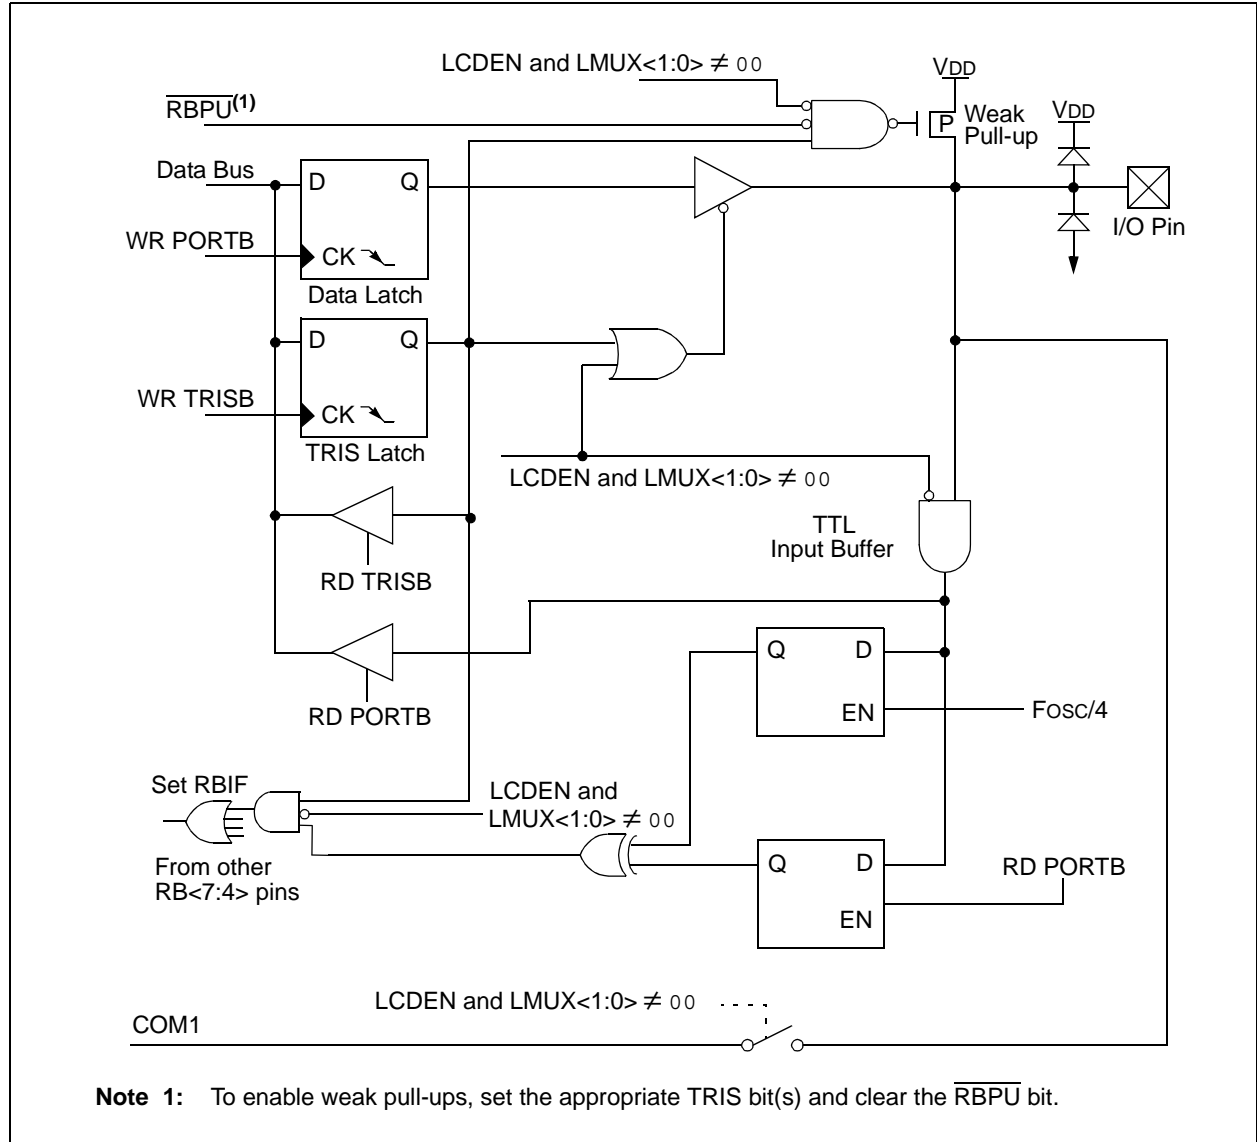 LCDEN and LMUX<1:0> ≠ 00
VDD
RBPU(1)
P
Weak
Pull-up
VDD
Data Bus
D
Q
I/O Pin
WR PORTB
CK
Data Latch
D
Q
WR TRISB
CK
TRIS Latch
LCDEN and LMUX<1:0> ≠ 00
TTL
Input Buffer
RD TRISB
Q
D
RD PORTB
EN
FOSC/4
Set RBIF
LCDEN and
LMUX<1:0> ≠ 00
From other
RB<7:4> pins
Q
D
RD PORTB
EN
LCDEN and LMUX<1:0> ≠ 00
COM1
Note 1: To enable weak pull-ups, set the appropriate TRIS bit(s) and clear the RBPU bit.